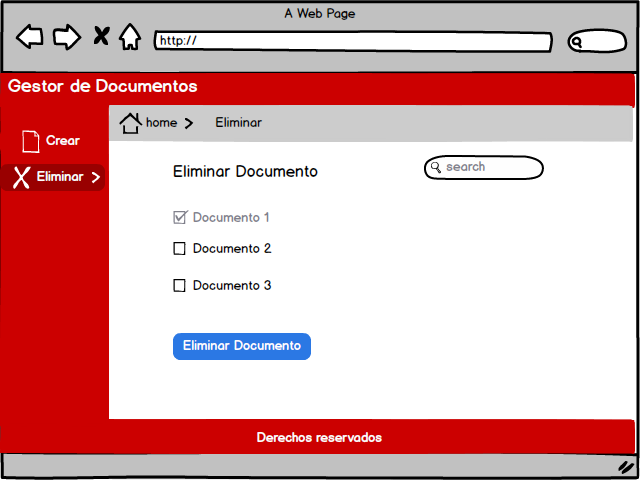 A Web Page
http://
Gestor de Documentos
Crear
Eliminar
home
Eliminar
Eliminar Documento
search
Documento 1
Documento 2
Documento 3
Eliminar Documento
Derechos reservados